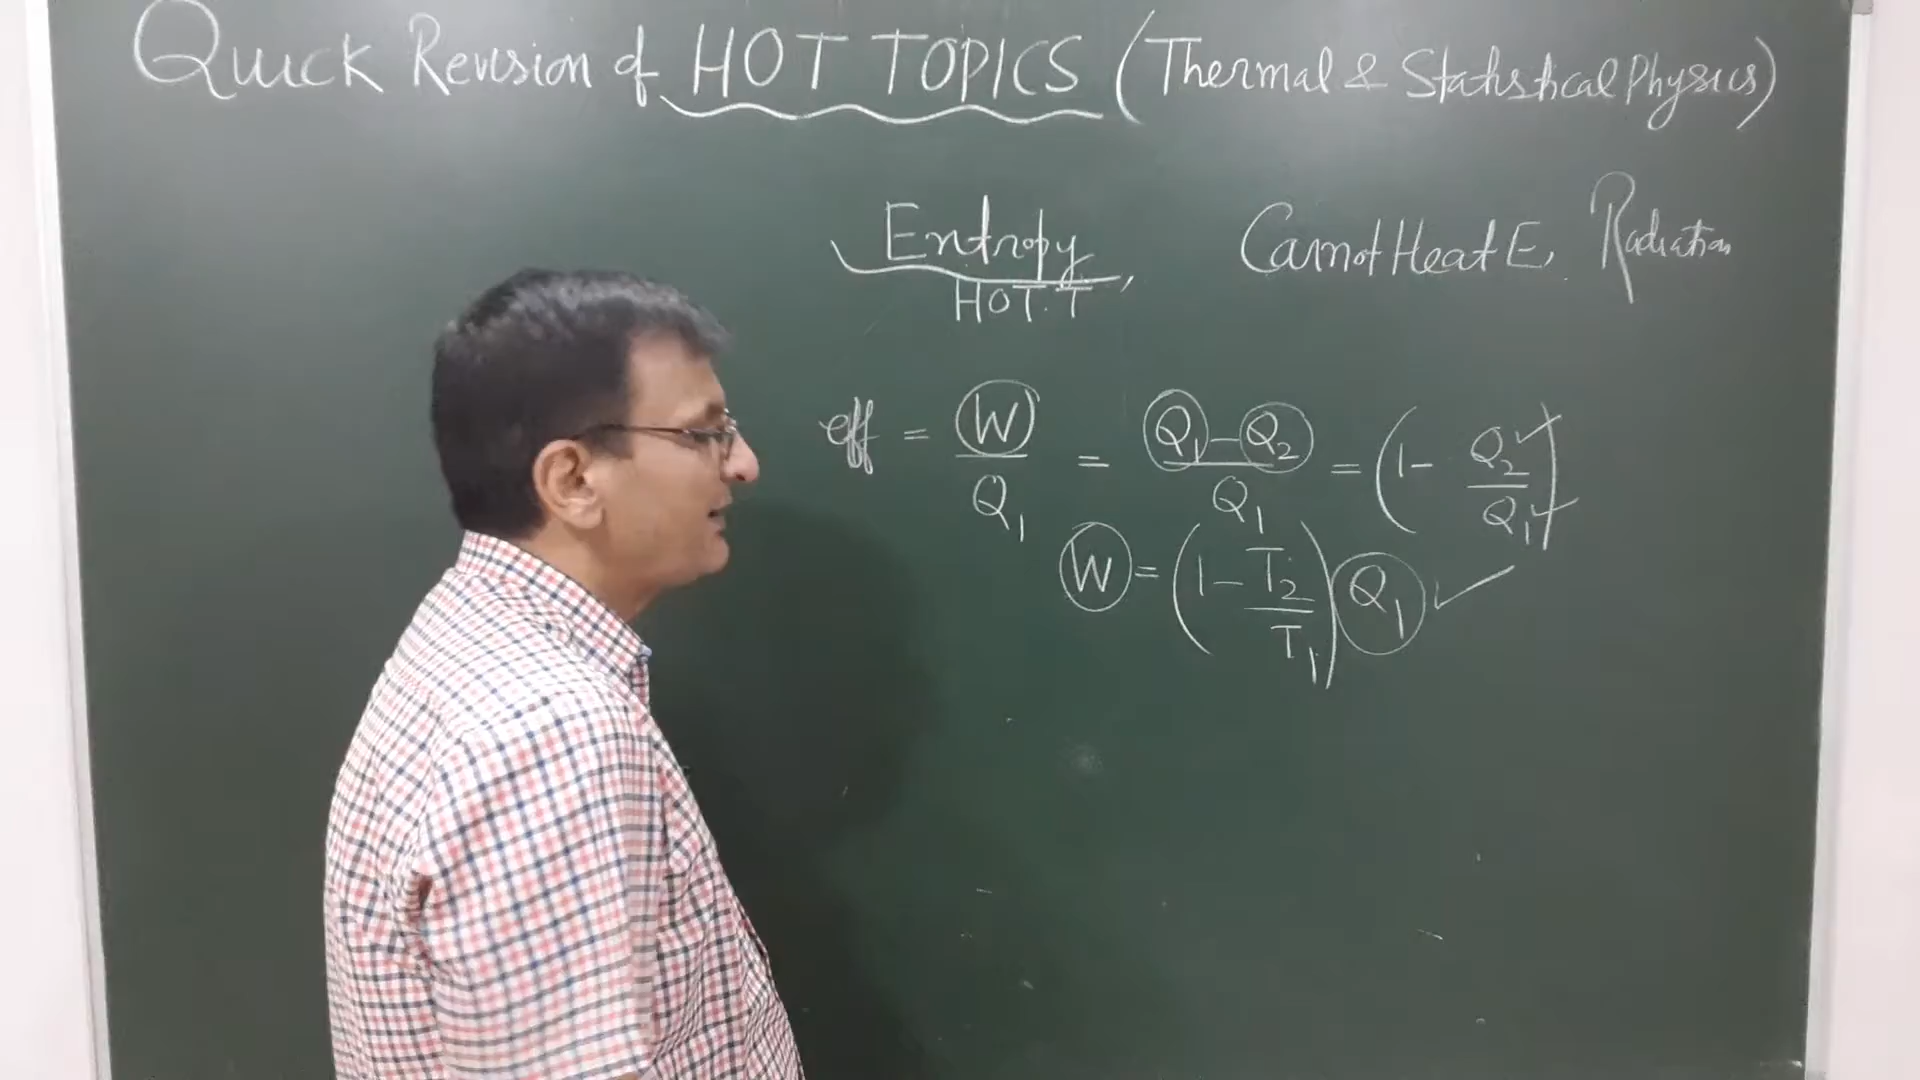 Quick Revision of HOT TOPICS (Thermal & Statistical Physics)
Entropy, Carnot Heat E, Radiation
HOT.T
eff = W/Q₁ = Q₁-Q₂/Q₁ = (1 - Q₂/Q₁)
W = (1 - T₂/T₁) Q₁